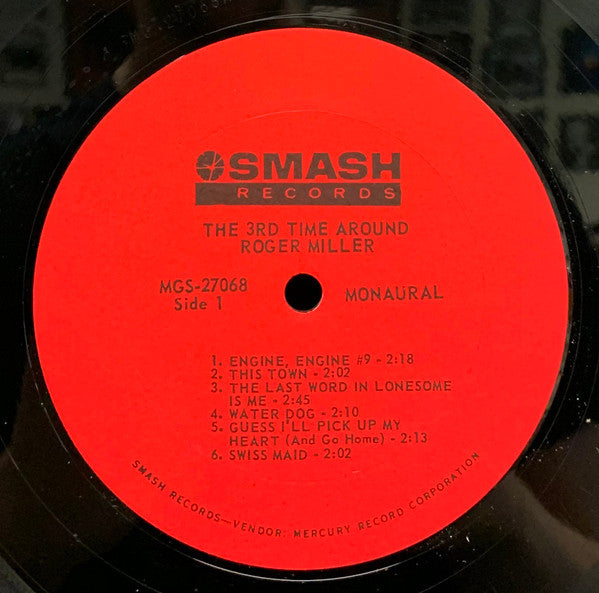 SMASH
RECORDS
THE 3RD TIME AROUND
ROGER MILLER
MGS-27068
Side 1
MONAURAL
1. ENGINE, ENGINE #9 - 2:18
2. THIS TOWN - 2:02
3. THE LAST WORD IN LONESOME
IS ME - 2:45
4. WATER DOG - 2:10
5. GUESS I'LL PICK UP MY
HEART (And Go Home) - 2:13
6. SWISS MAID - 2:02
SMASH RECORDS—VENDOR: MERCURY RECORD CORPORATION